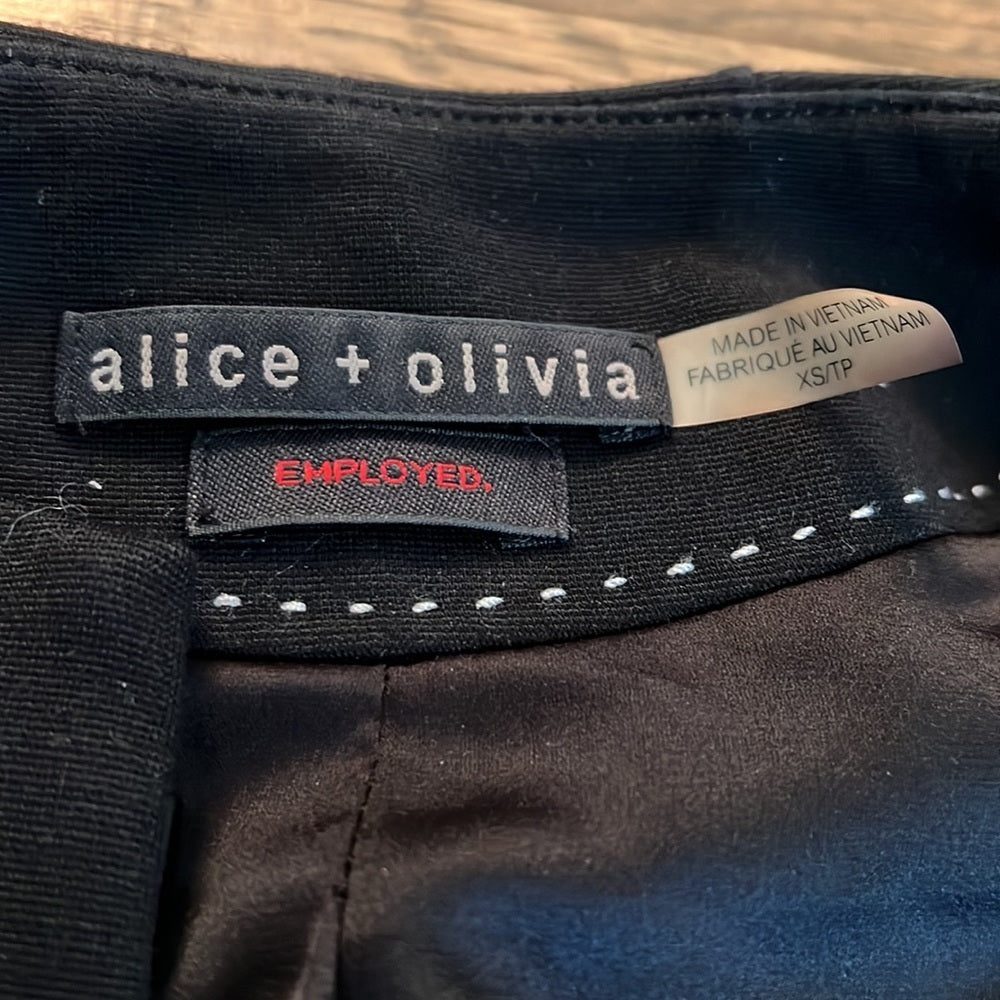 alice + olivia
MADE IN VIETNAM
FABRIQUÉ AU VIETNAM
XS/TP
EMPLOYED.